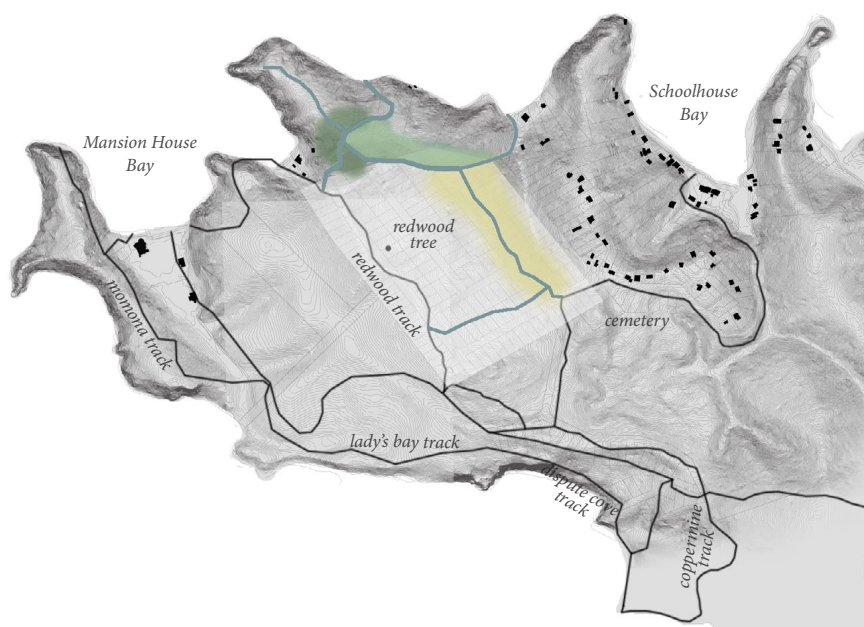 Schoolhouse
Bay
Mansion House
Bay
redwood
tree
redwood track
momona track
cemetery
lady's bay track
dispute cove
track
coppermine
track